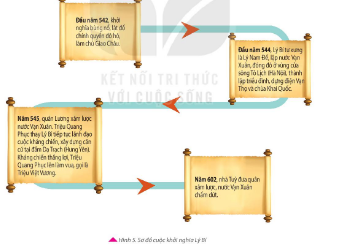 Đầu năm 542, khởi
nghĩa bùng nổ, lật đổ
chính quyền đô hộ,
làm chủ Giao Châu.
Đầu năm 544, Lý Bí tự xưng
là Lý Nam Đế, lập nước Vạn
Xuân, đóng đô ở vùng cửa
sông Tô Lịch (Hà Nội), thành
lập triều đình, dựng điện Vạn
Thọ và chùa Khai Quốc.
KẾT NỐI TRI THỨC
VỚI CUỘC SỐNG
Năm 545, quân Lương xâm lược
nước Vạn Xuân. Triệu Quang
Phục thay Lý Bí tiếp tục lãnh đạo
cuộc kháng chiến, xây dựng căn
cứ tại đầm Dạ Trạch (Hưng Yên).
Kháng chiến thắng lợi, Triệu
Quang Phục lên làm vua, gọi là
Triệu Việt Vương.
Năm 602, nhà Tuỳ đưa quân
xâm lược, nước Vạn Xuân
chấm dứt.
Hình 5. Sơ đồ cuộc khởi nghĩa Lý Bí